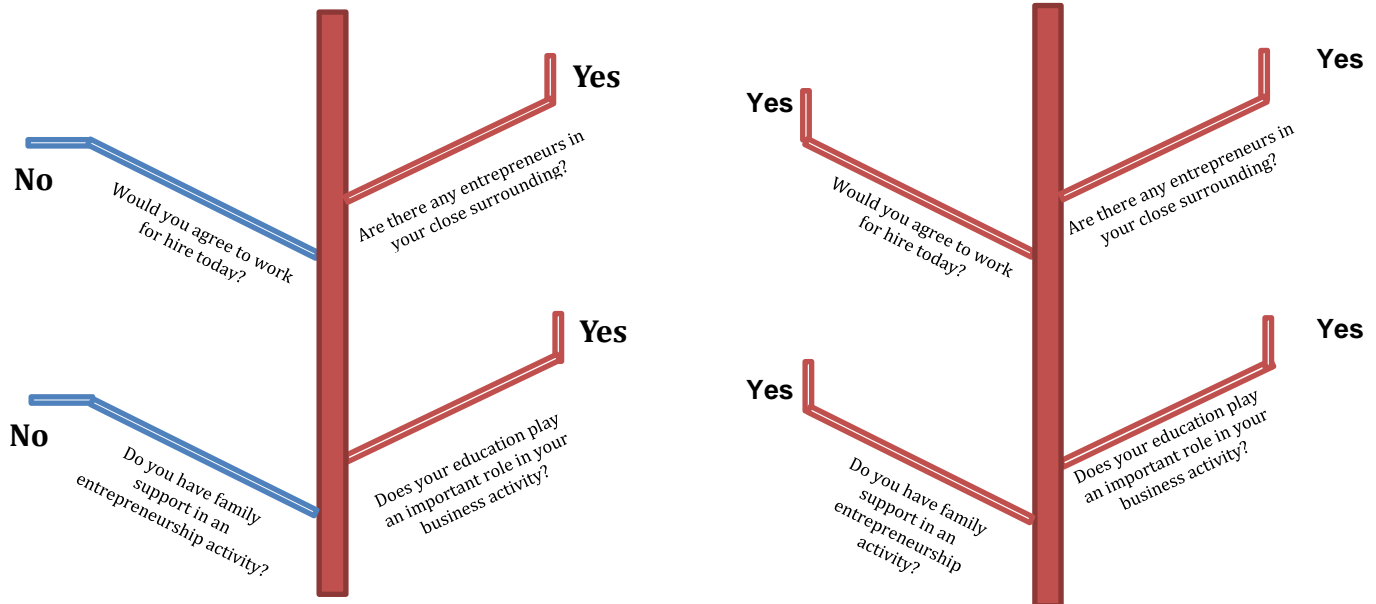 Yes
Are there any entrepreneurs in
your close surrounding?
No
Would you agree to work
for hire today?
Yes
Does your education play
an important role in your
business activity?
No
Do you have family
support in an
entrepreneurship activity?
Yes
Are there any entrepreneurs in
your close surrounding?
Yes
Would you agree to work
for hire today?
Yes
Does your education play
an important role in your
business activity?
Yes
Do you have family
support in an
entrepreneurship
activity?